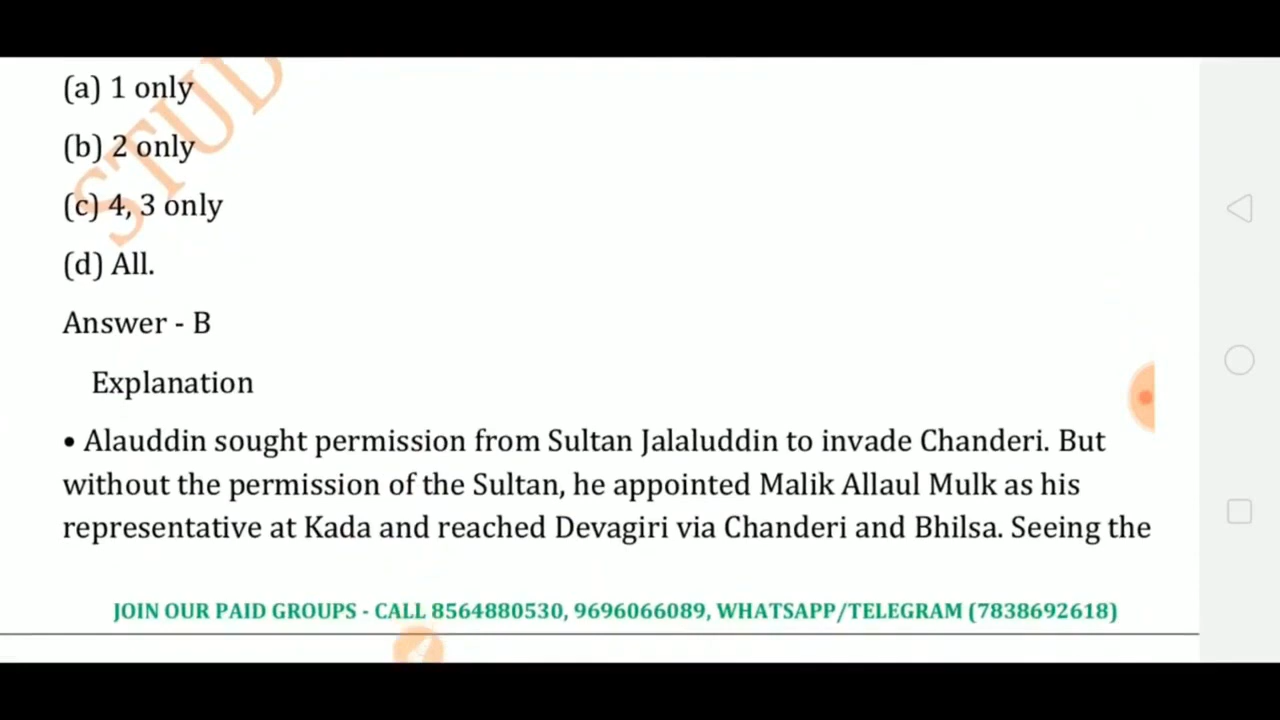 (a) 1 only
(b) 2 only
(c) 4, 3 only
(d) All.
Answer - B
Explanation
• Alauddin sought permission from Sultan Jalaluddin to invade Chanderi. But
without the permission of the Sultan, he appointed Malik Allaul Mulk as his
representative at Kada and reached Devagiri via Chanderi and Bhilsa. Seeing the
JOIN OUR PAID GROUPS - CALL 8564880530, 9696066089, WHATSAPP/TELEGRAM (7838692618)
STUD